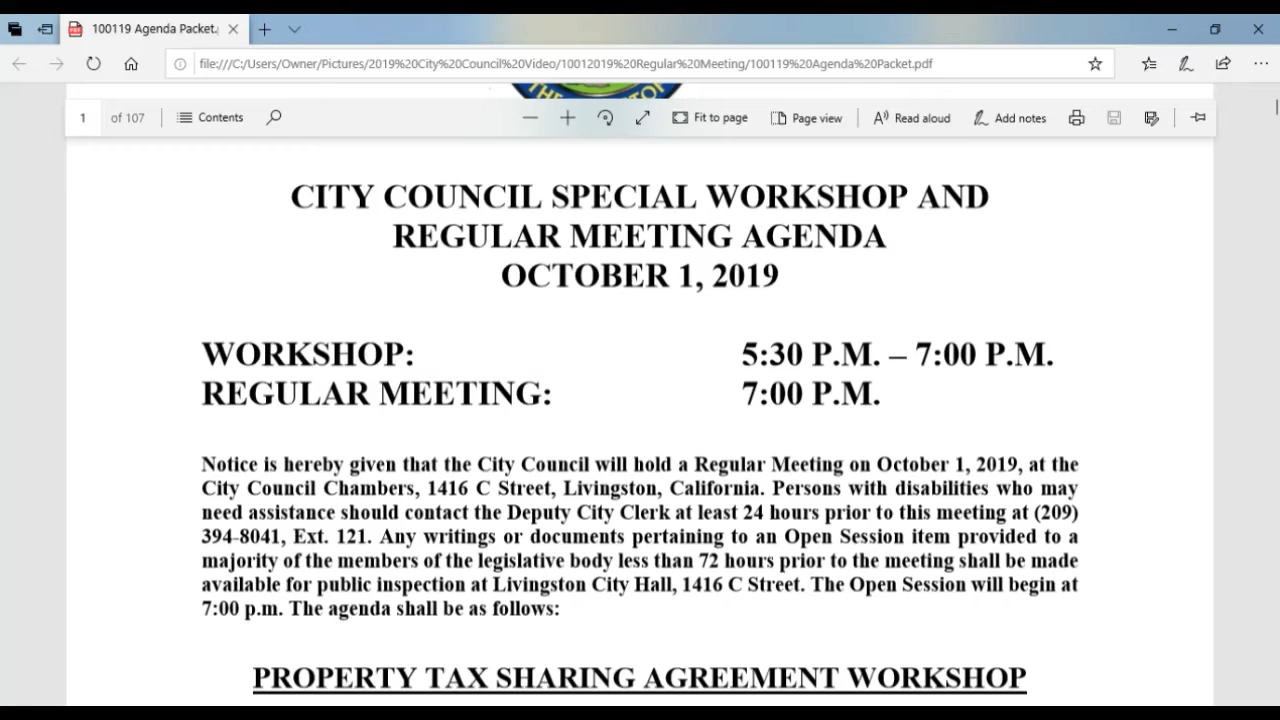 100119 Agenda Packet.
file:///C:/Users/Owner/Pictures/2019%20City%20Council%20Video/10012019%20Regular%20Meeting/100119%20Agenda%20Packet.pdf
THE
1 of 107 Contents Fit to page Page view Read aloud Add notes
CITY COUNCIL SPECIAL WORKSHOP AND
REGULAR MEETING AGENDA
OCTOBER 1, 2019
WORKSHOP: 5:30 P.M. – 7:00 P.M.
REGULAR MEETING: 7:00 P.M.
Notice is hereby given that the City Council will hold a Regular Meeting on October 1, 2019, at the
City Council Chambers, 1416 C Street, Livingston, California. Persons with disabilities who may
need assistance should contact the Deputy City Clerk at least 24 hours prior to this meeting at (209)
394-8041, Ext. 121. Any writings or documents pertaining to an Open Session item provided to a
majority of the members of the legislative body less than 72 hours prior to the meeting shall be made
available for public inspection at Livingston City Hall, 1416 C Street. The Open Session will begin at
7:00 p.m. The agenda shall be as follows:
PROPERTY TAX SHARING AGREEMENT WORKSHOP